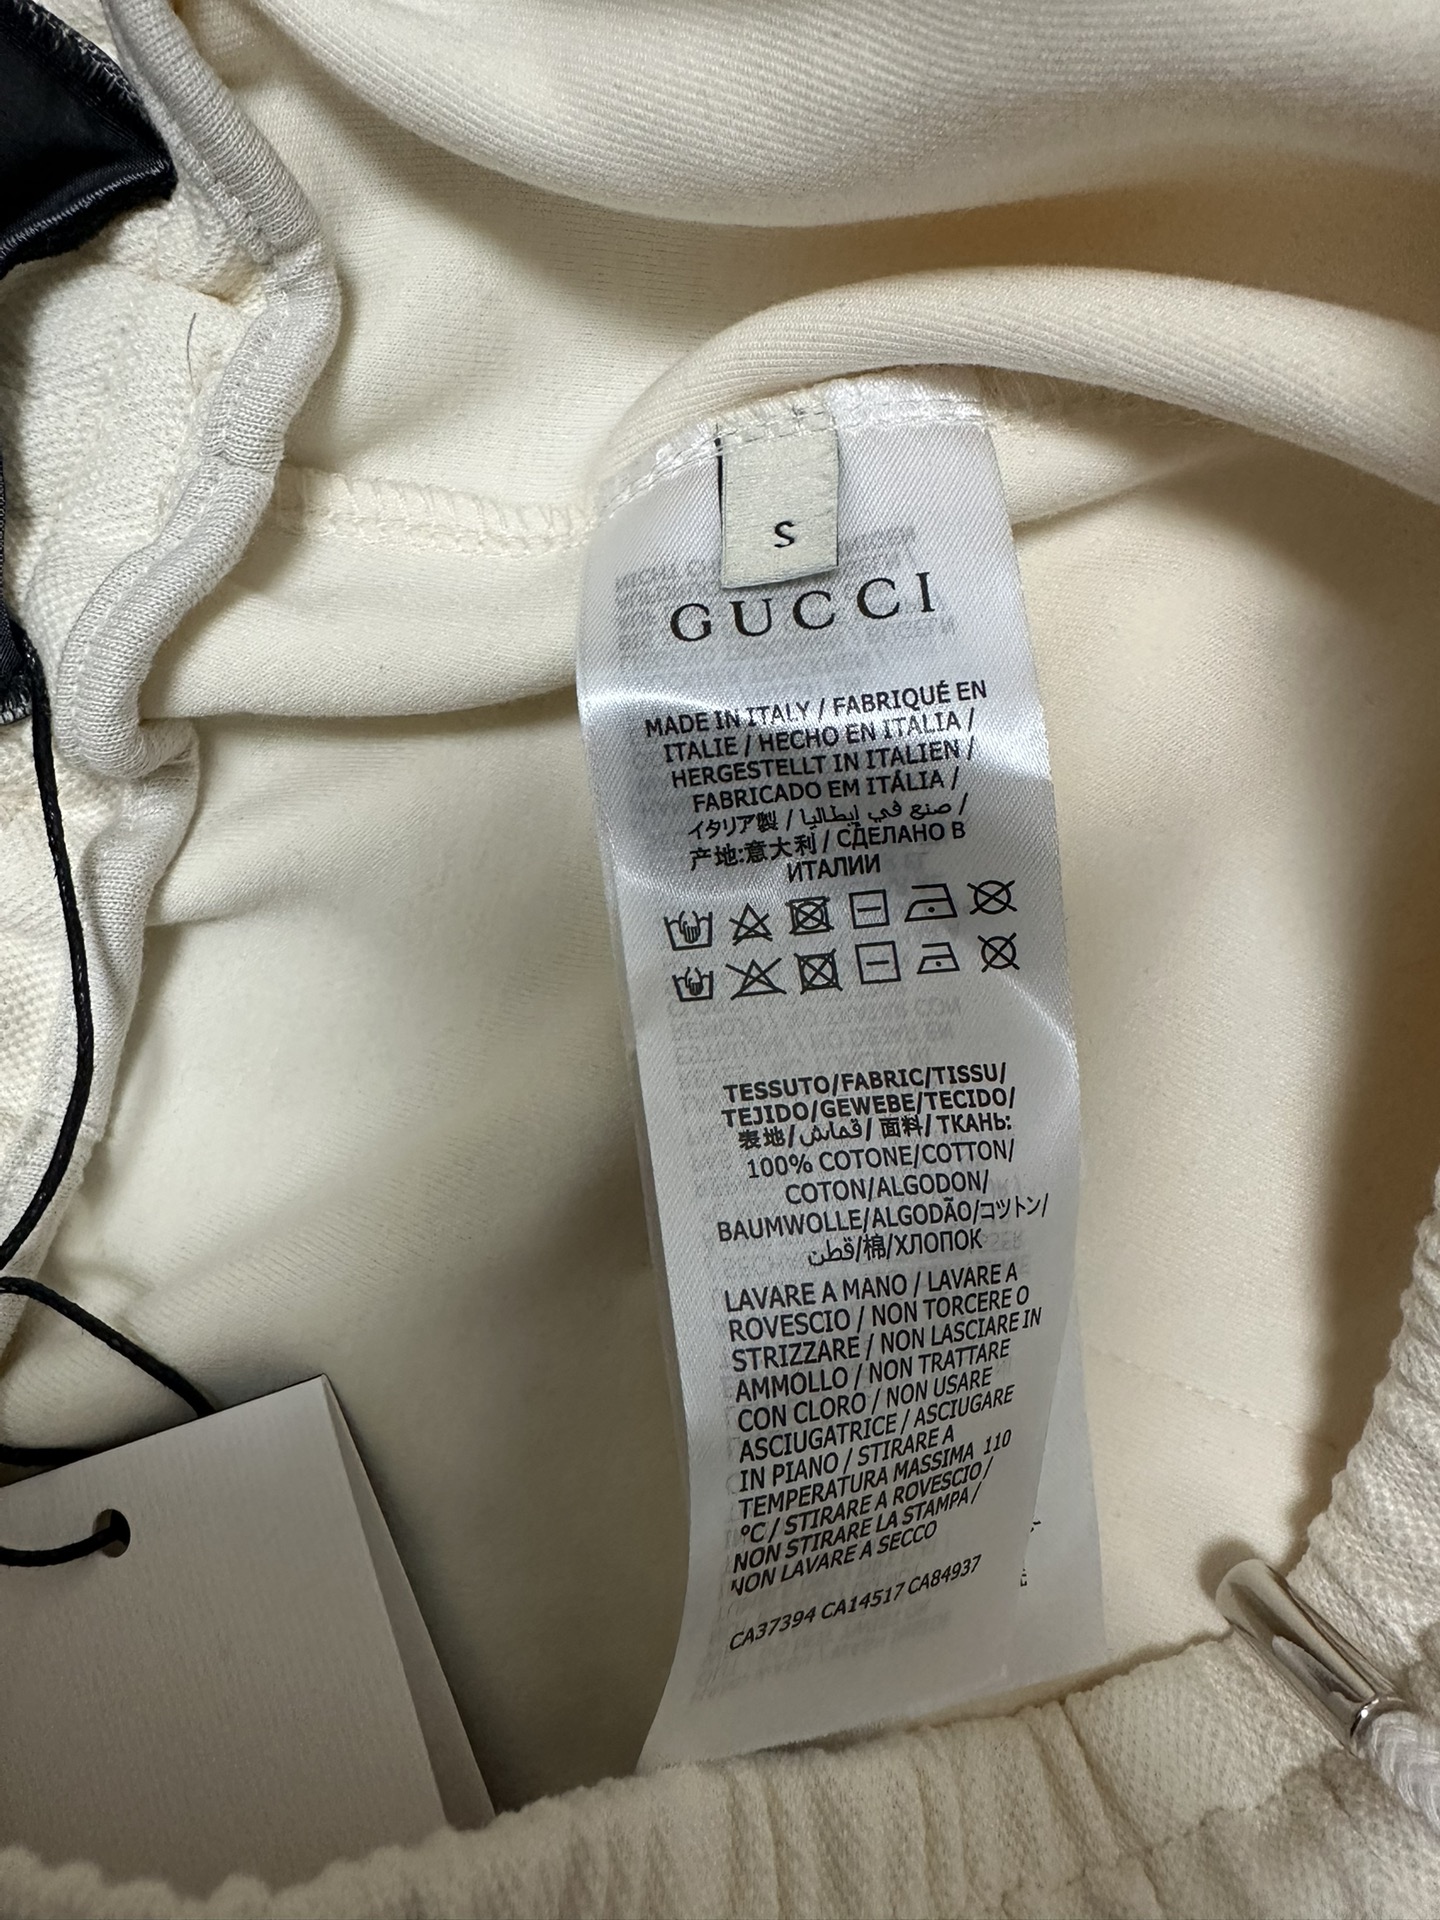 S
GUCCI
MADE IN ITALY / FABRIQUÉ EN
ITALIE / HECHO EN ITALIA /
HERGESTELLT IN ITALIEN /
FABRICADO EM ITÁLIA /
イタリア製 / صنع في إيطاليا /
产地:意大利 / СДЕЛАНО В
ИТАЛИИ
TESSUTO/FABRIC/TISSU/
TEJIDO/GEWEBE/TECIDO/
表地/قماش/ 面料/ ТКАНЬ:
100% COTONE/COTTON/
COTON/ALGODON/
BAUMWOLLE/ALGODÃO/コットン/
قطن/棉/ХЛОПОК
LAVARE A MANO / LAVARE A
ROVESCIO / NON TORCERE O
STRIZZARE / NON LASCIARE IN
AMMOLLO / NON TRATTARE
CON CLORO / NON USARE
ASCIUGATRICE / ASCIUGARE
IN PIANO / STIRARE A
TEMPERATURA MASSIMA 110
°C / STIRARE A ROVESCIO /
NON STIRARE LA STAMPA /
NON LAVARE A SECCO
CA37394 CA14517 CA84937